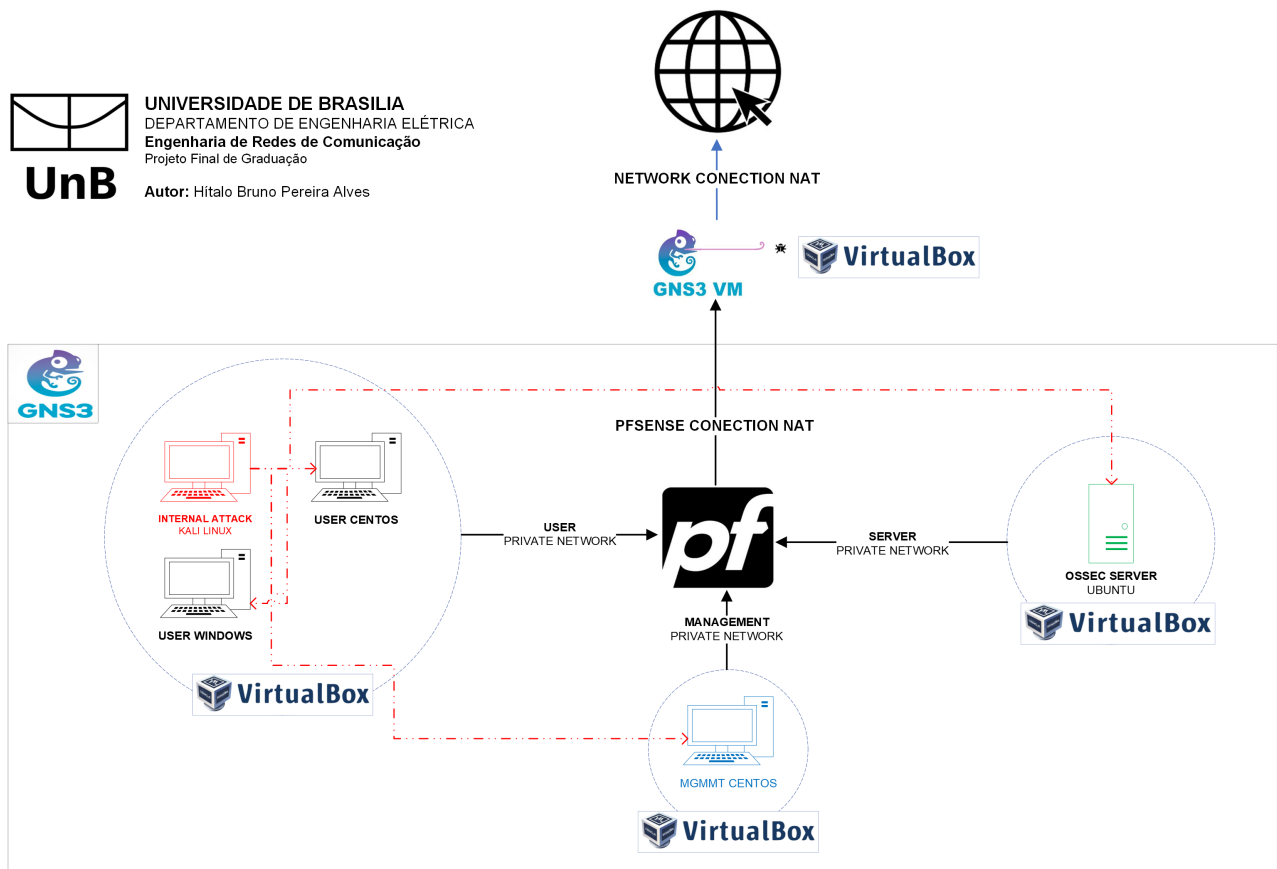 UNIVERSIDADE DE BRASILIA
DEPARTAMENTO DE ENGENHARIA ELÉTRICA
Engenharia de Redes de Comunicação
Projeto Final de Graduação
UnB
Autor: Hítalo Bruno Pereira Alves
NETWORK CONECTION NAT
GNS3 VM
*
VirtualBox
GNS3
PFSENSE CONECTION NAT
INTERNAL ATTACK
KALI LINUX
USER CENTOS
USER WINDOWS
VirtualBox
USER
PRIVATE NETWORK
pf
SERVER
PRIVATE NETWORK
OSSEC SERVER
UBUNTU
VirtualBox
MANAGEMENT
PRIVATE NETWORK
MGMMT CENTOS
VirtualBox